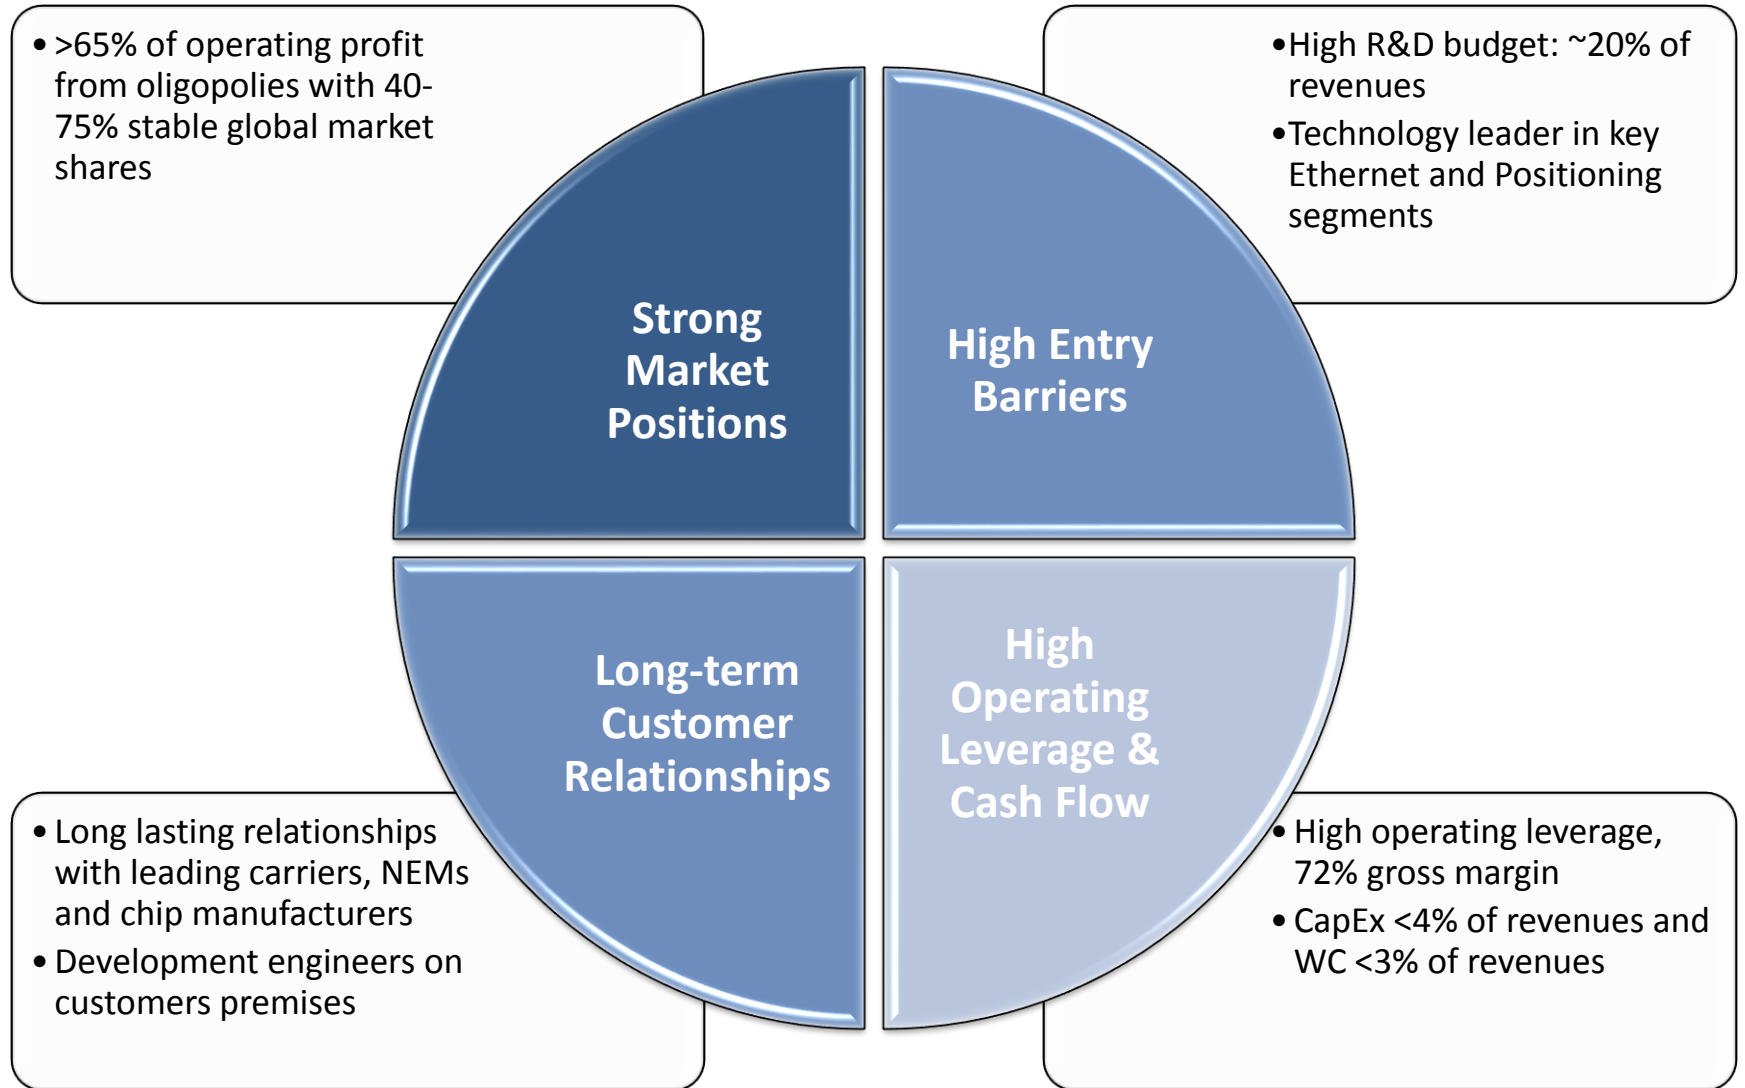 • >65% of operating profit
from oligopolies with 40-
75% stable global market
shares
•High R&D budget: ~20% of
revenues
•Technology leader in key
Ethernet and Positioning
segments
Strong
Market
Positions
High Entry
Barriers
Long-term
Customer
Relationships
High
Operating
Leverage &
Cash Flow
• Long lasting relationships
with leading carriers, NEMs
and chip manufacturers
• Development engineers on
customers premises
• High operating leverage,
72% gross margin
• CapEx <4% of revenues and
WC <3% of revenues